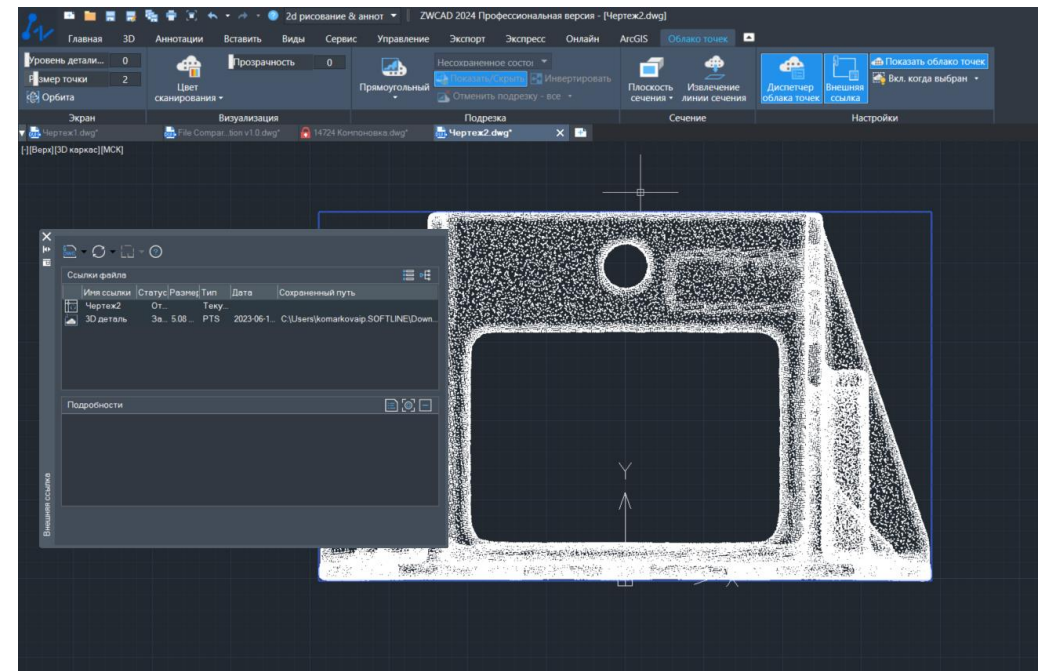 2d рисование & аннот
ZWCAD 2024 Профессиональная версия - [Чертеж2.dwg]
Главная 3D Аннотации Вставить Виды Сервис Управление Экспорт Экспресс Онлайн ArcGIS Облако точек
Уровень детали... 0
Размер точки 2
Орбита
Экран
Цвет
сканирования
Прозрачность 0
Визуализация
Прямоугольный
Несохраненное состоя
Показать/Скрыть Инвертировать
Отменить подрезку - все
Подрезка
Плоскость
сечения
Извлечение
линии сечения
Сечение
Диспетчер
облака точек
Внешняя
ссылка
Показать облако точек
Вкл. когда выбран
Настройки
Чертеж1.dwg* File Compar...tion v1.0.dwg* 14724 Компоновка.dwg* Чертеж2.dwg*
[-][Верх][3D каркас][МСК]
Ссылки файла
Имя ссылки Статус Размер Тип Дата Сохраненный путь
Чертеж2 От... Теку...
3D деталь За... 5.08 ... PTS 2023-06-1... C:\Users\komarkovaip.SOFTLINE\Down...
Подробности
Внешняя ссылка
Y
X